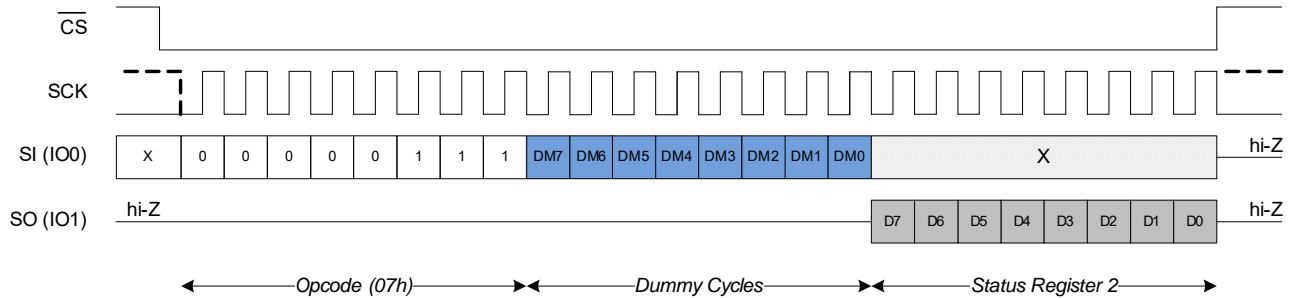 CS
SCK
SI (IO0) X 0 0 0 0 0 1 1 1 DM7 DM6 DM5 DM4 DM3 DM2 DM1 DM0 X hi-Z
SO (IO1) hi-Z D7 D6 D5 D4 D3 D2 D1 D0 hi-Z
Opcode (07h) Dummy Cycles Status Register 2